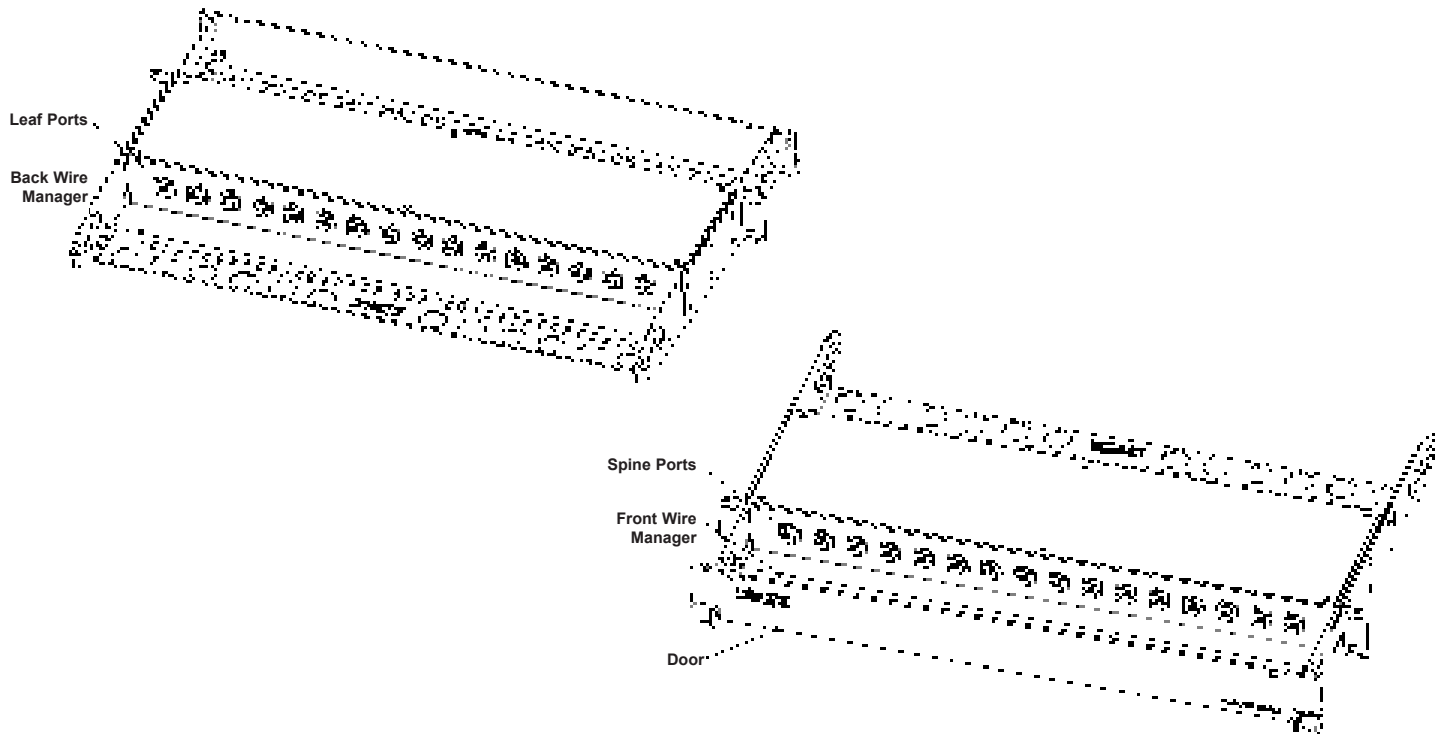 Leaf Ports
Back Wire
Manager
Spine Ports
Front Wire
Manager
Door